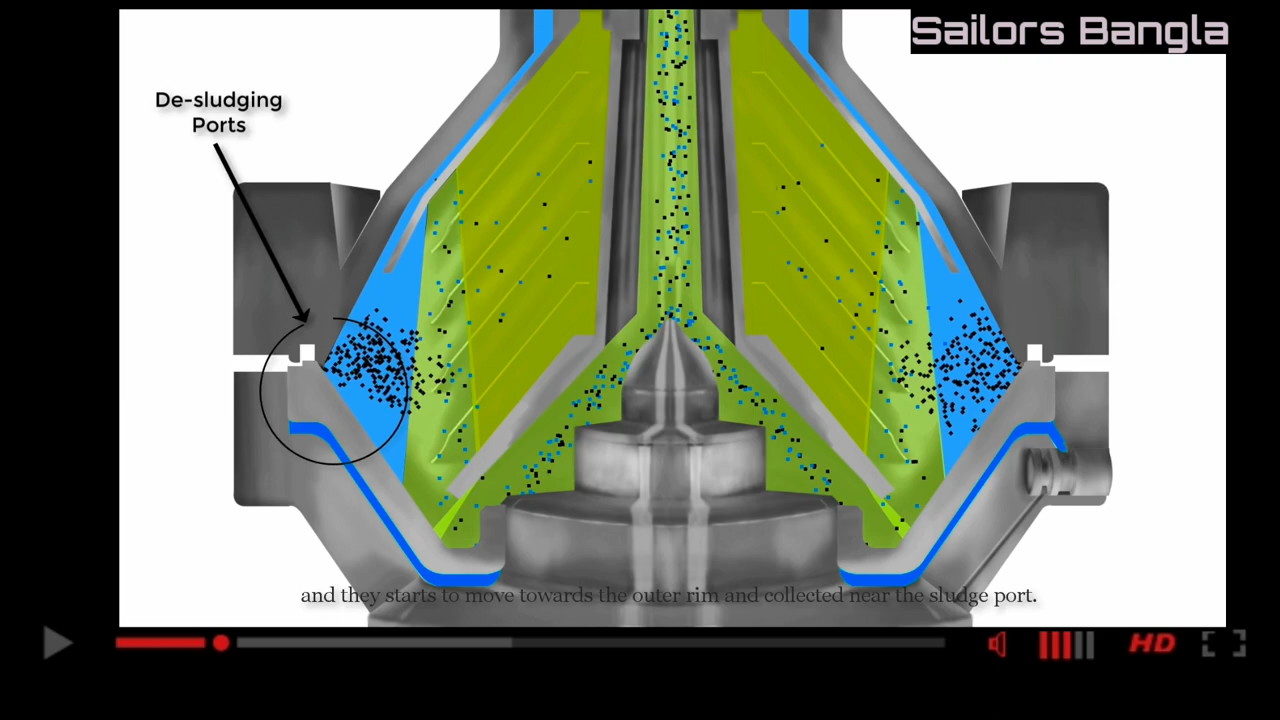 Sailors Bangla
De-sludging
Ports
and they starts to move towards the outer rim and collected near the sludge port.
HD